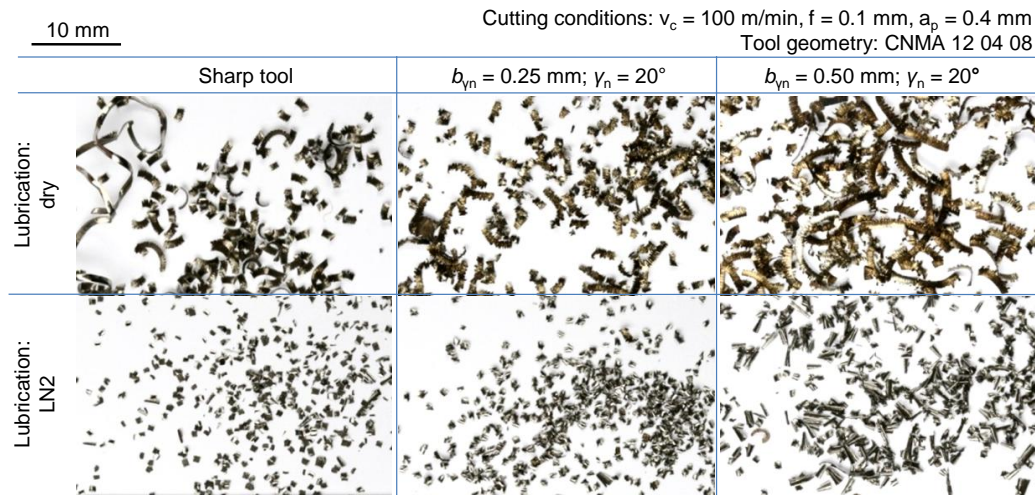 10 mm
Cutting conditions: v_c = 100 m/min, f = 0.1 mm, a_p = 0.4 mm
Tool geometry: CNMA 12 04 08
Sharp tool
b_γn = 0.25 mm; γ_n = 20°
b_γn = 0.50 mm; γ_n = 20°
Lubrication:
dry
Lubrication:
LN2